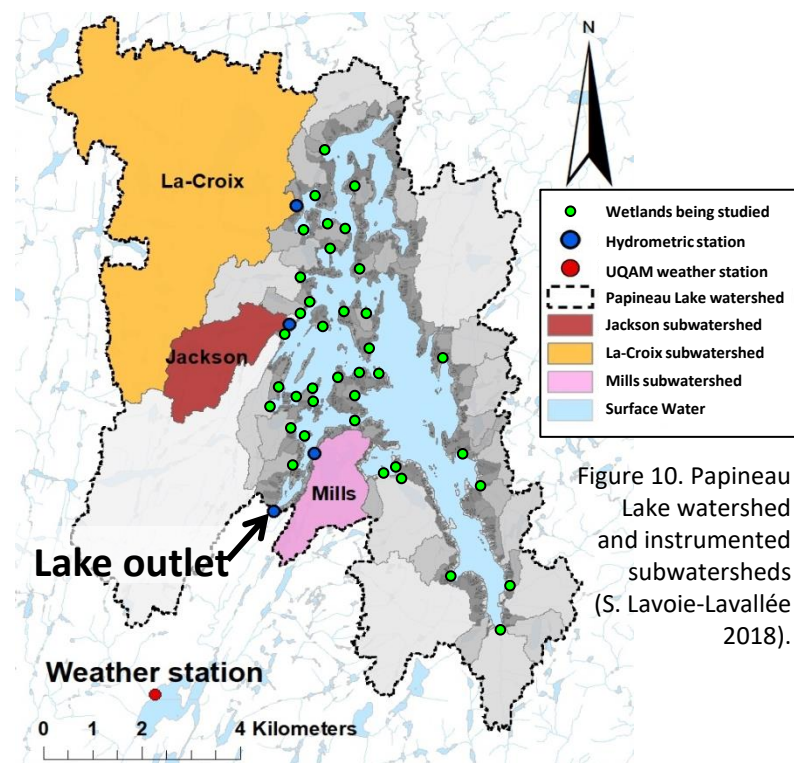 N
La-Croix
Jackson
Mills
Lake outlet
Weather station
0 1 2 4 Kilometers
Wetlands being studied
Hydrometric station
UQAM weather station
Papineau Lake watershed
Jackson subwatershed
La-Croix subwatershed
Mills subwatershed
Surface Water
Figure 10. Papineau
Lake watershed
and instrumented
subwatersheds
(S. Lavoie-Lavallée
2018).